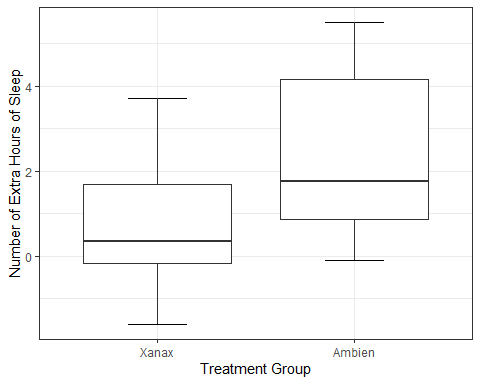 Number of Extra Hours of Sleep
4
2
0
Xanax
Ambien
Treatment Group